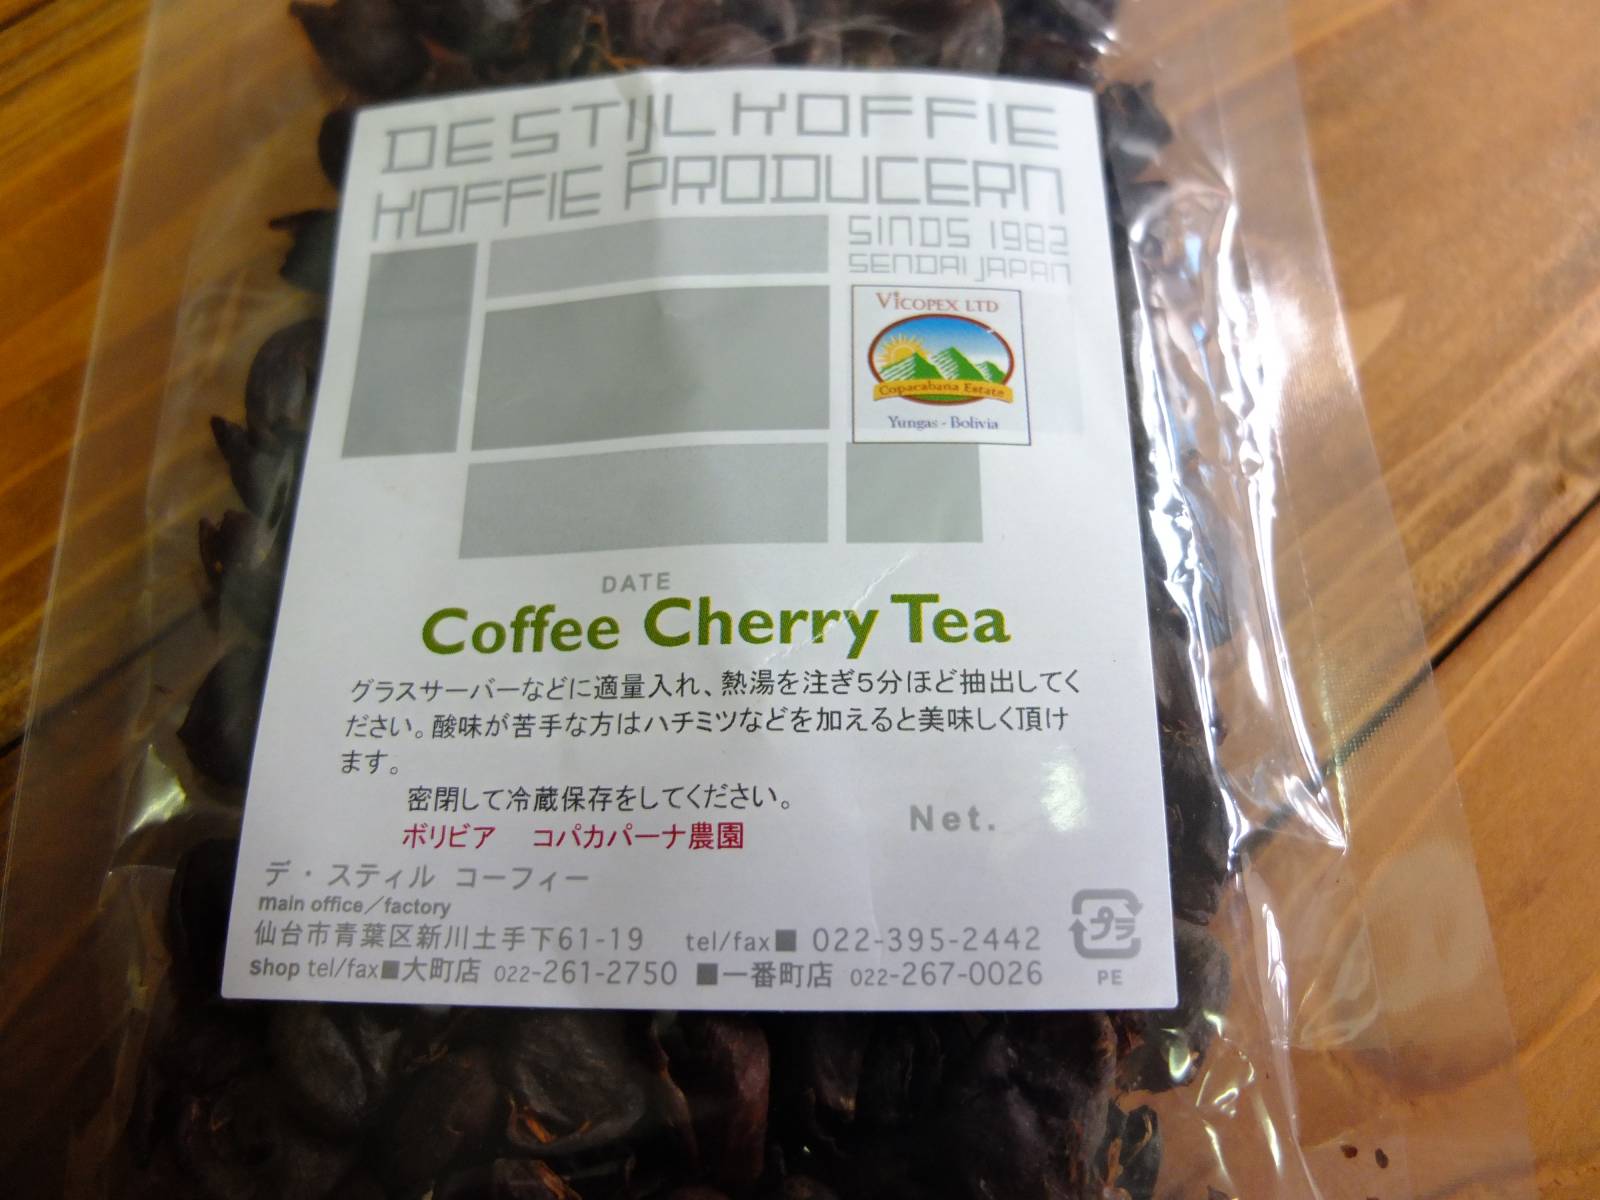 DE STIJL KOFFIE
KOFFIE PRODUCERN
SINDS 1982
SENDAI JAPAN
VICOPEX LTD
Copacabana Estate
Yungas - Bolivia
DATE
Coffee Cherry Tea
グラスサーバーなどに適量入れ、熱湯を注ぎ5分ほど抽出してく
ださい。酸味が苦手な方はハチミツなどを加えると美味しく頂け
ます。
密閉して冷蔵保存をしてください。
Net.
ボリビア コパカパーナ農園
デ・スティル コーフィー
main office/factory
仙台市青葉区新川土手下61-19 tel/fax■ 022-395-2442
shop tel/fax■大町店 022-261-2750 ■一番町店 022-267-0026
プラ
PE